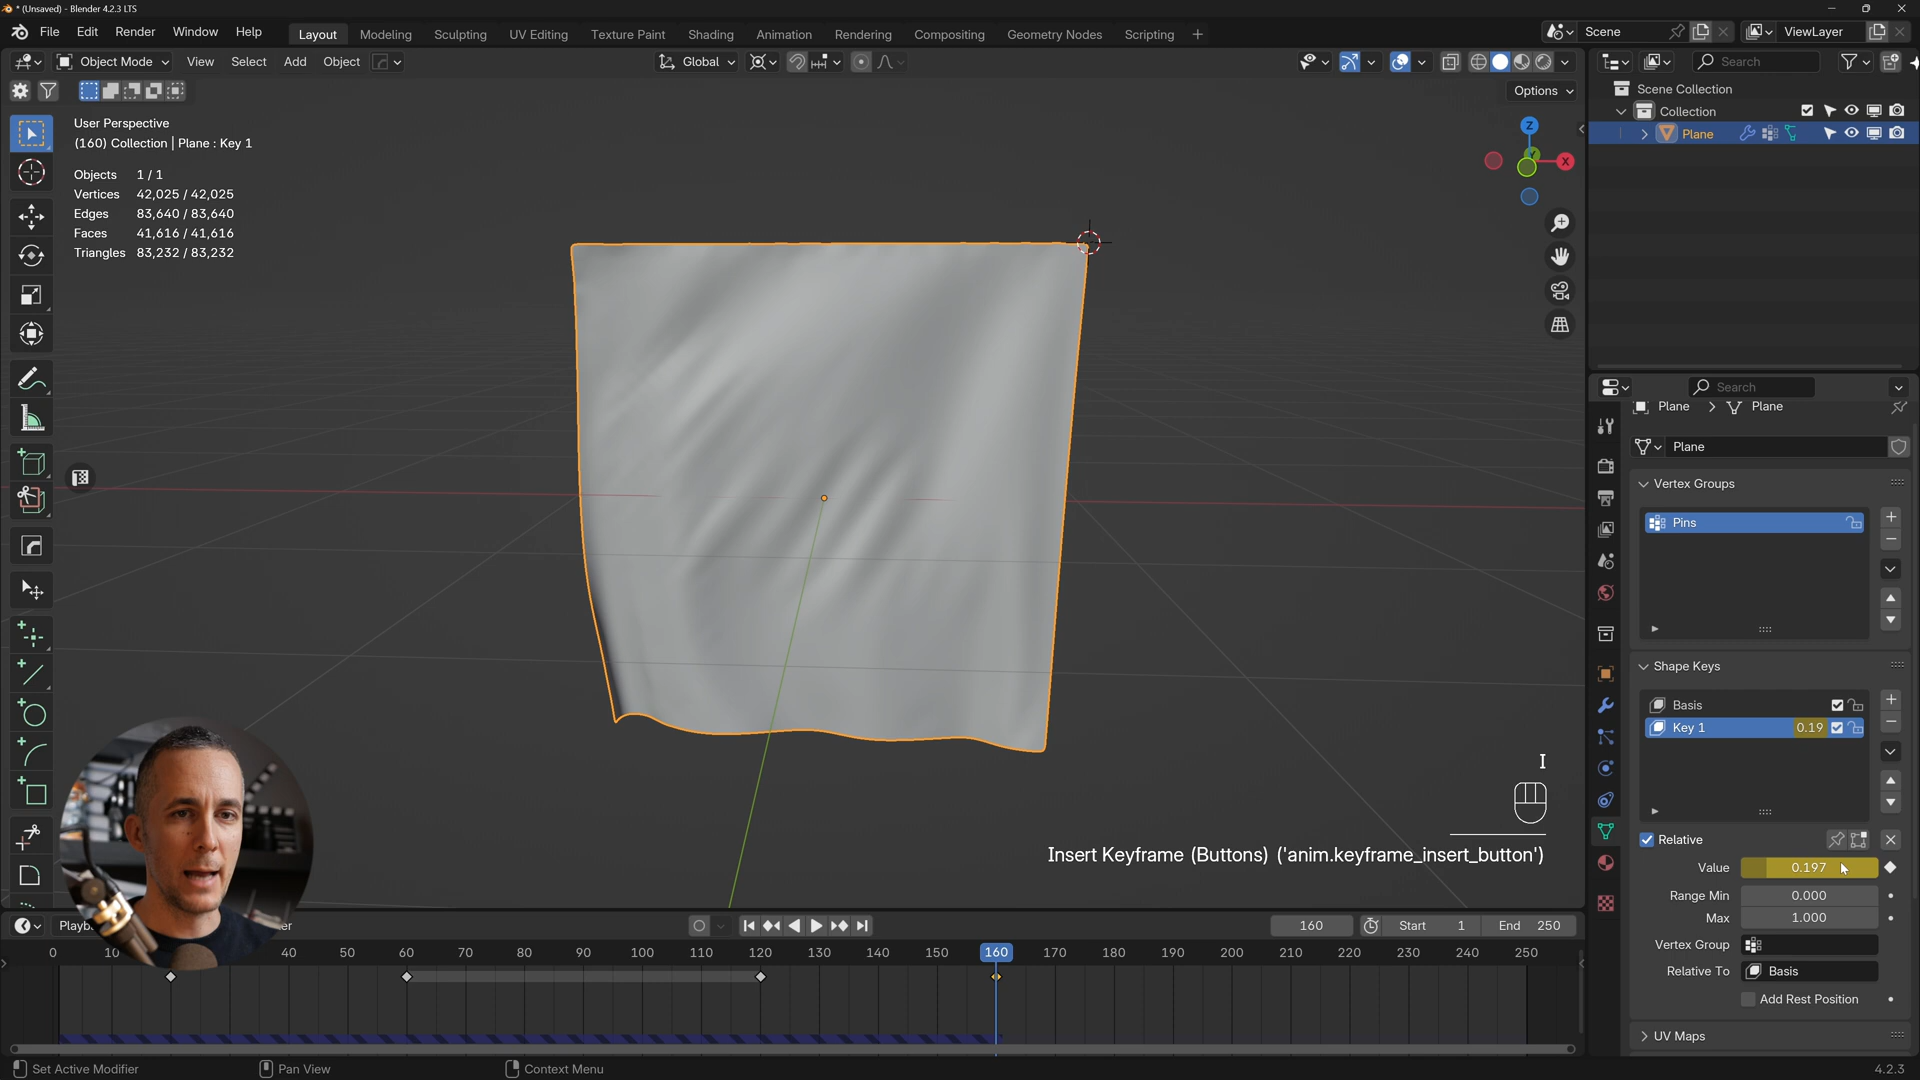 * (Unsaved) - Blender 4.2.3 LTS
File Edit Render Window Help
Layout Modeling Sculpting UV Editing Texture Paint Shading Animation Rendering Compositing Geometry Nodes Scripting +
Scene
ViewLayer
Object Mode View Select Add Object
Global
Search
Options
Scene Collection
Collection
Plane
User Perspective
(160) Collection | Plane : Key 1
Objects 1 / 1
Vertices 42,025 / 42,025
Edges 83,640 / 83,640
Faces 41,616 / 41,616
Triangles 83,232 / 83,232
Z
Y
X
Search
Plane > Plane
Plane
Vertex Groups
Pins
Shape Keys
Basis
Key 1 0.19
Relative
Value 0.197
Range Min 0.000
Max 1.000
Vertex Group
Relative To Basis
Add Rest Position
UV Maps
I
Insert Keyframe (Buttons) ('anim.keyframe_insert_button')
160 Start 1 End 250
0 10 40 50 60 70 80 90 100 110 120 130 140 150 160 170 180 190 200 210 220 230 240 250
Set Active Modifier Pan View Context Menu 4.2.3